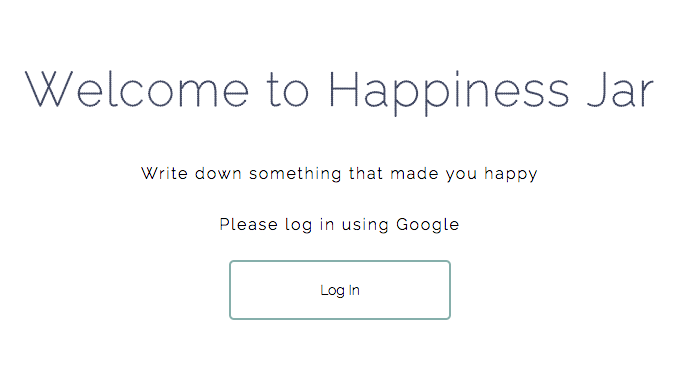 Welcome to Happiness Jar
Write down something that made you happy
Please log in using Google
Log In